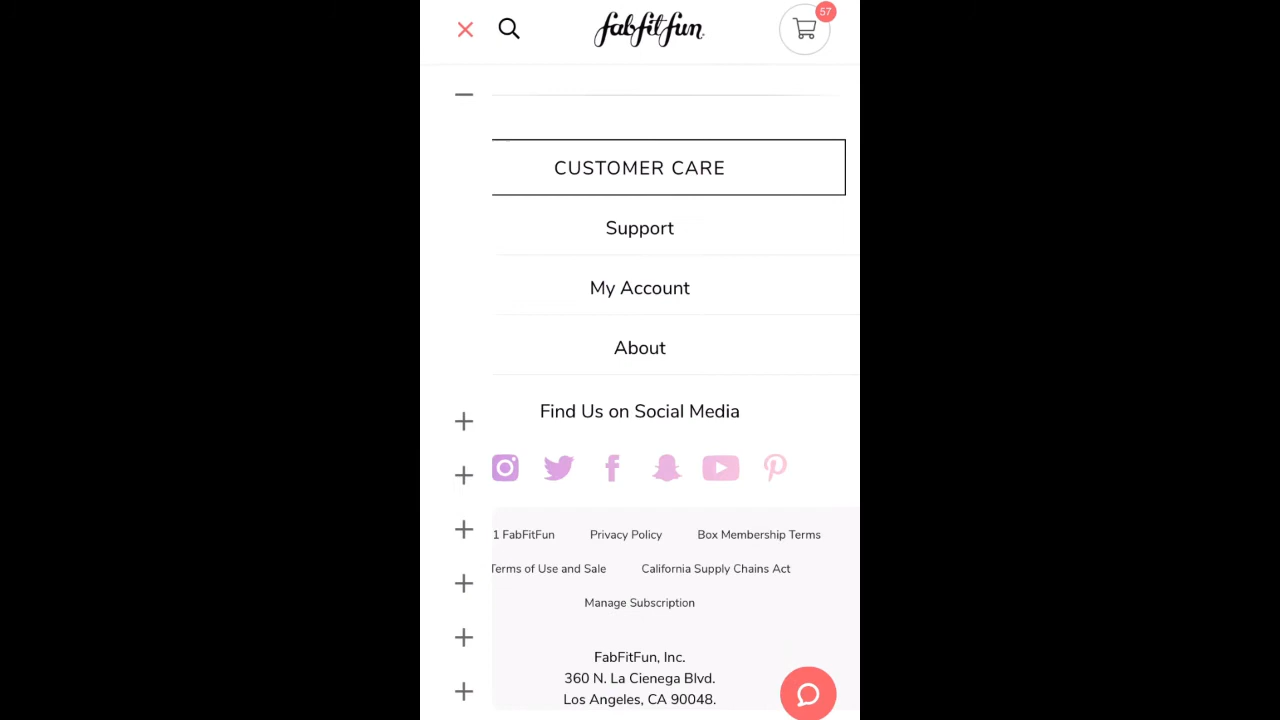 fabfitfun
57
CUSTOMER CARE
Support
My Account
About
Find Us on Social Media
1 FabFitFun Privacy Policy Box Membership Terms
Terms of Use and Sale California Supply Chains Act
Manage Subscription
FabFitFun, Inc.
360 N. La Cienega Blvd.
Los Angeles, CA 90048.